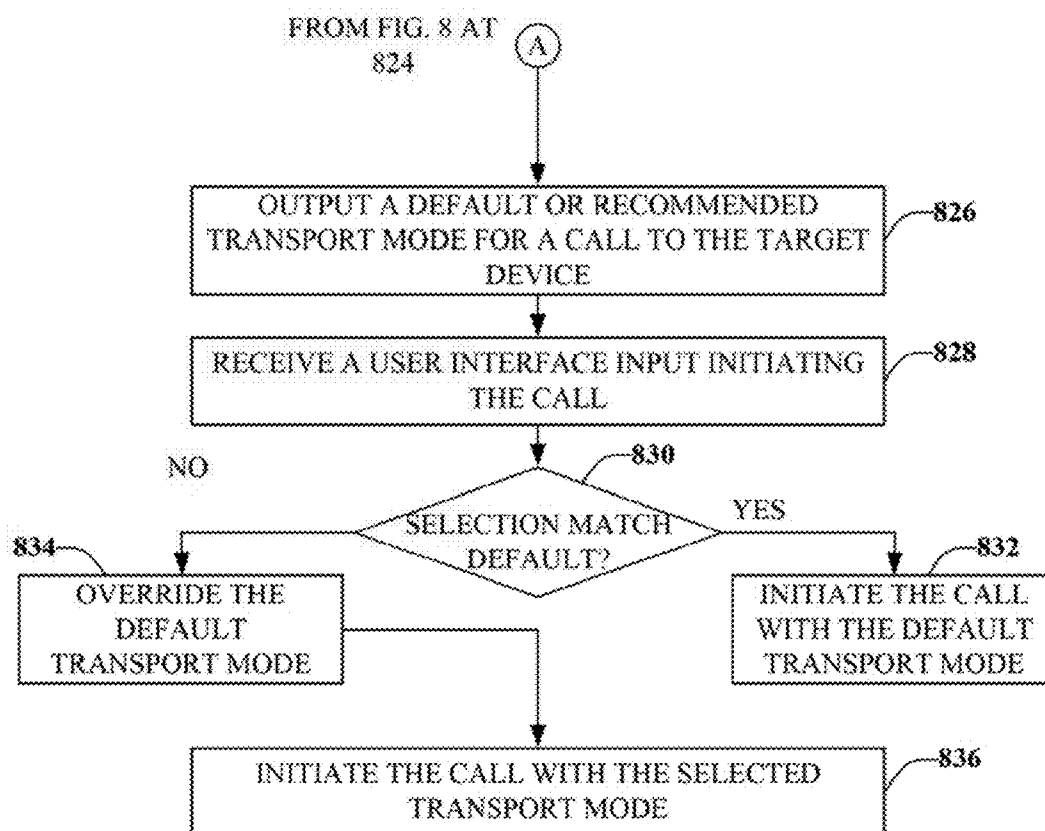 FROM FIG. 8 AT
824
A
OUTPUT A DEFAULT OR RECOMMENDED
TRANSPORT MODE FOR A CALL TO THE TARGET
DEVICE
826
RECEIVE A USER INTERFACE INPUT INITIATING
THE CALL
828
830
NO
SELECTION MATCH
DEFAULT?
YES
834
OVERRIDE THE
DEFAULT
TRANSPORT MODE
832
INITIATE THE CALL
WITH THE DEFAULT
TRANSPORT MODE
INITIATE THE CALL WITH THE SELECTED
TRANSPORT MODE
836